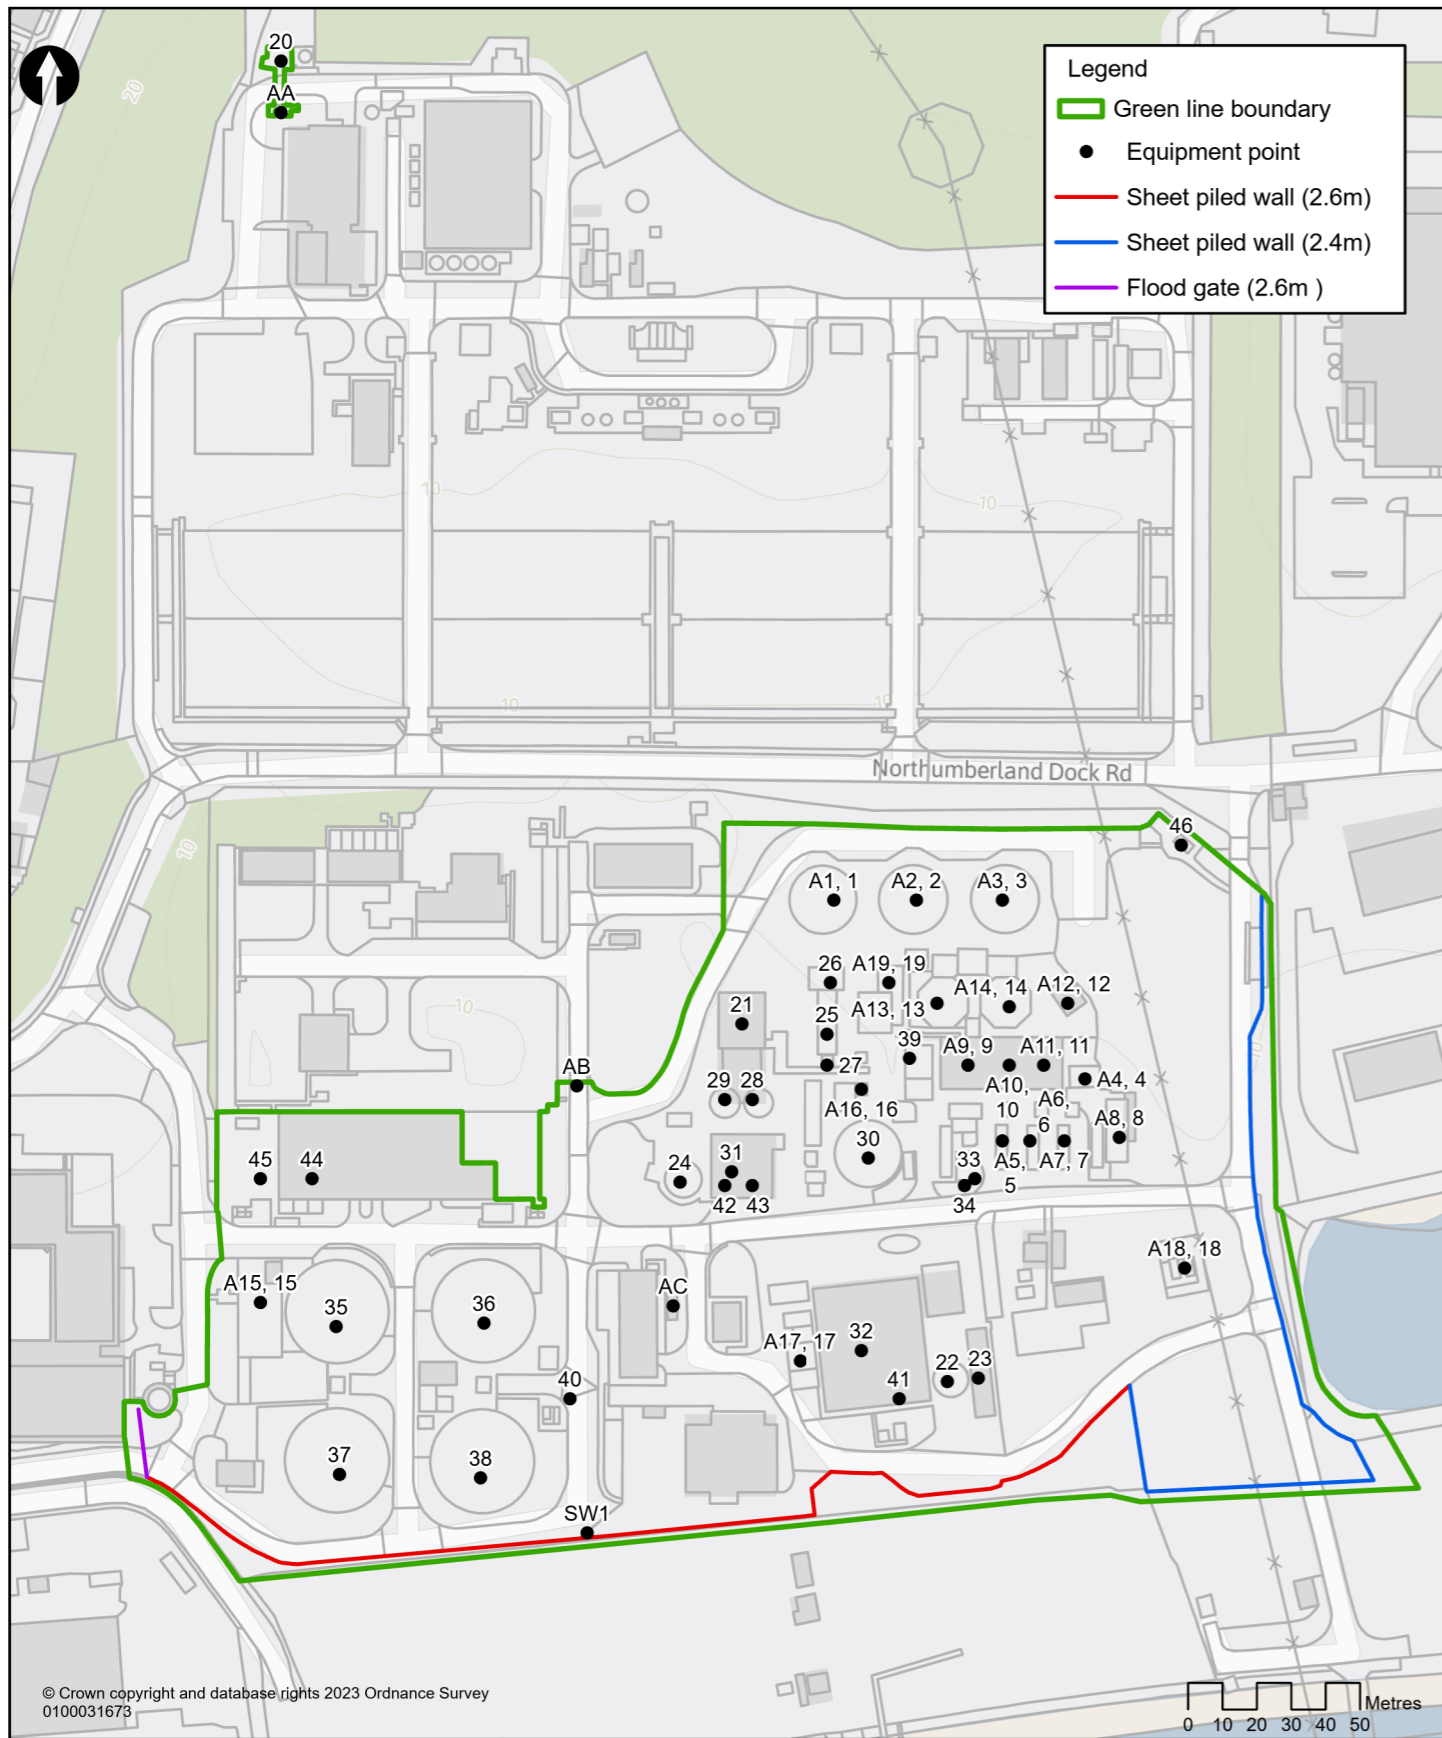 20
AA
Legend
Green line boundary
Equipment point
Sheet piled wall (2.6m)
Sheet piled wall (2.4m)
Flood gate (2.6m )
20
10
10
10
10
Northumberland Dock Rd
10
46
A1, 1
A2, 2
A3, 3
26
A19, 19
A14, 14
A12, 12
A13, 13
10
21
25
39
10
AB
27
A9, 9
A11, 11
29
28
A16, 16
A10,
10
A6,
6
A4, 4
A8, 8
45
44
24
31
30
33
A5,
5
A7, 7
42
43
34
A18, 18
A15, 15
35
36
AC
A17, 17
32
22
23
40
41
37
38
SW1
© Crown copyright and database rights 2023 Ordnance Survey
0100031673
Metres
0 10 20 30 40 50